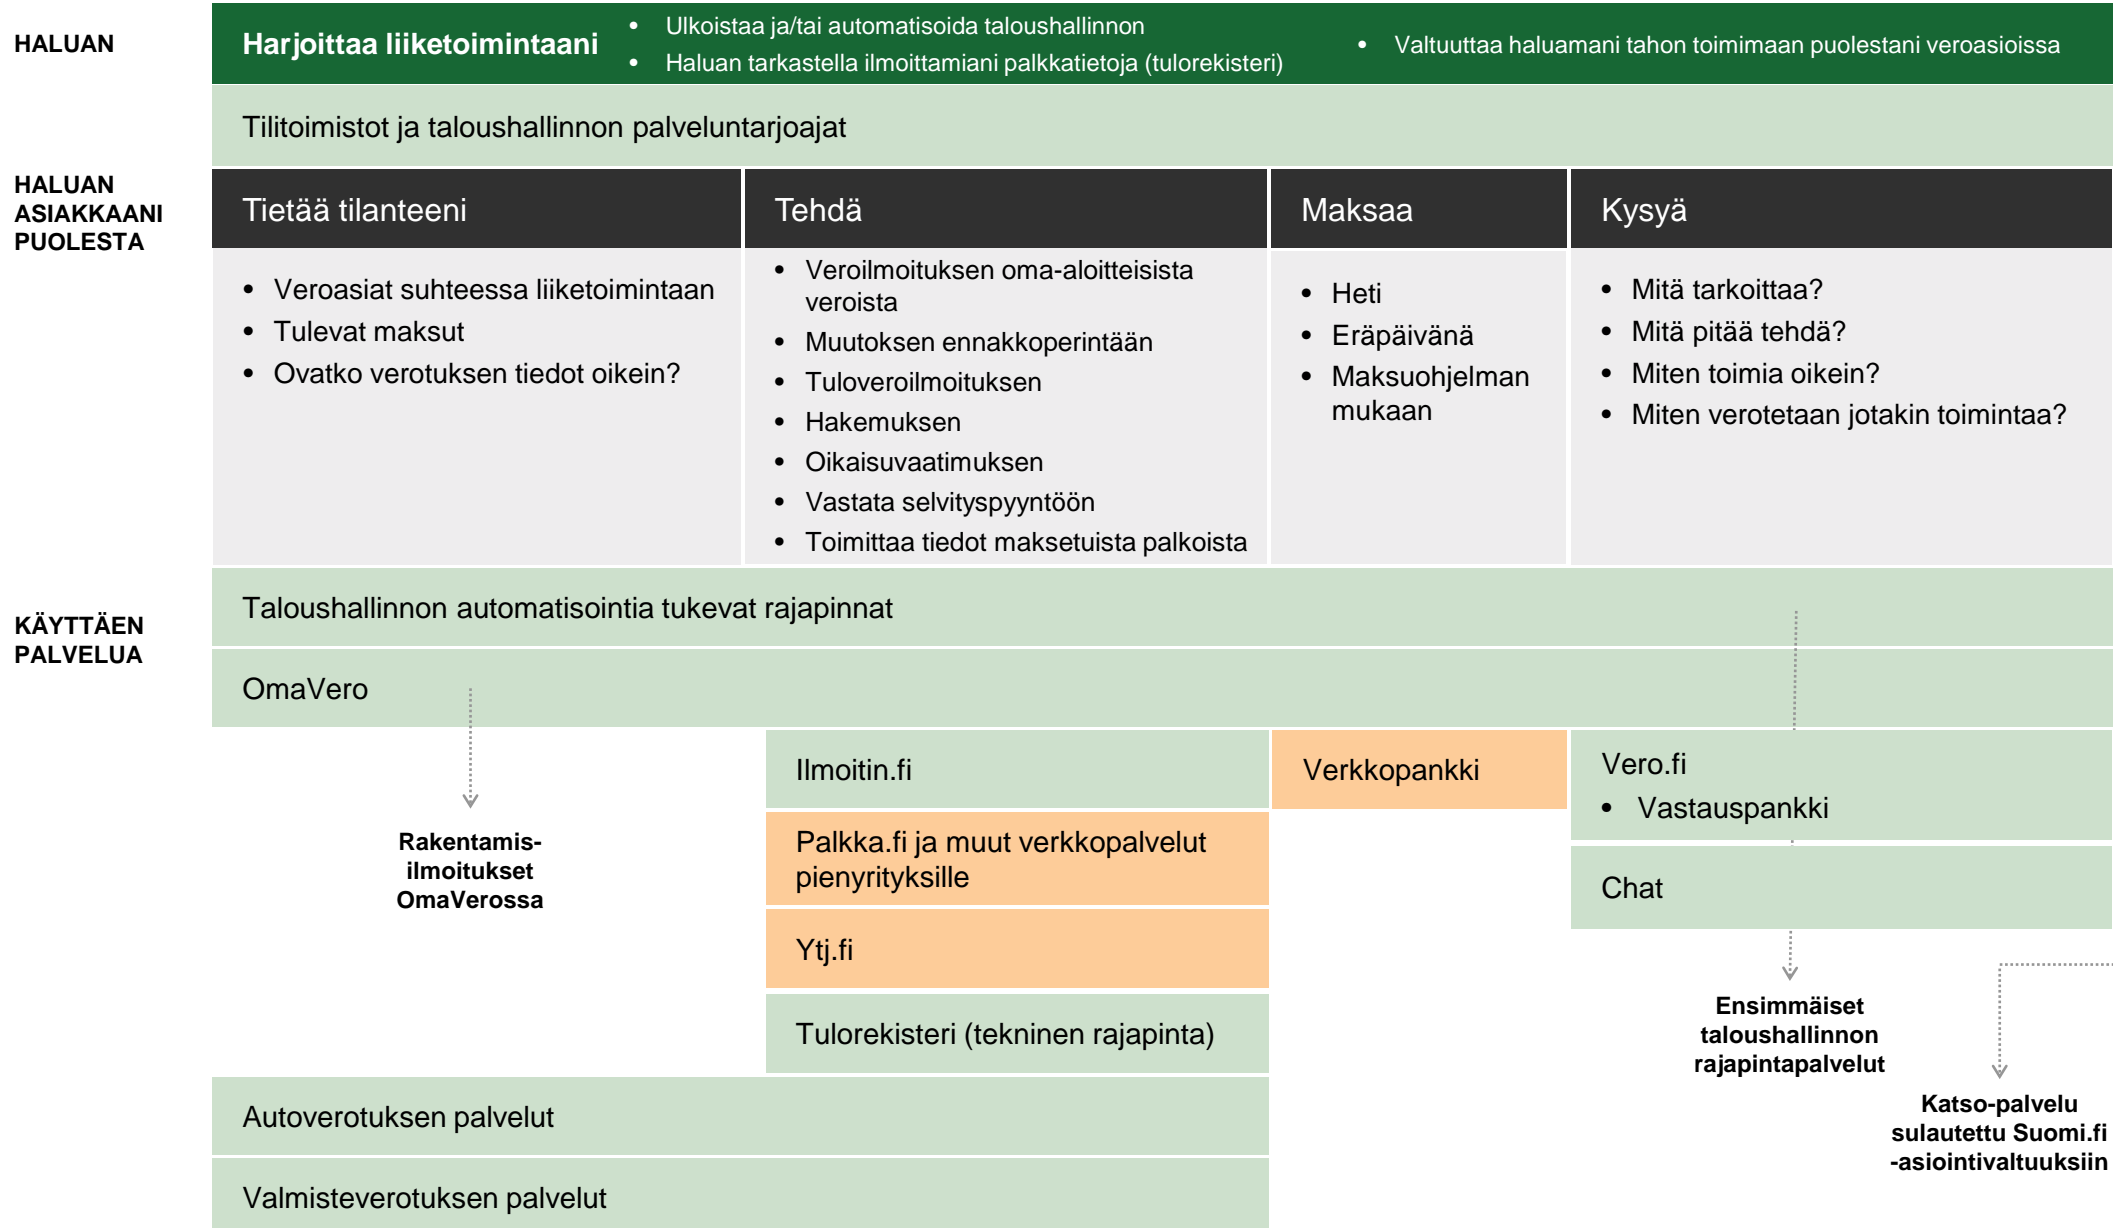 HALUAN
Harjoittaa liiketoimintaani
• Ulkoistaa ja/tai automatisoida taloushallinnon
• Haluan tarkastella ilmoittamiani palkkatietoja (tulorekisteri)
• Valtuuttaa haluamani tahon toimimaan puolestani veroasioissa
Tilitoimistot ja taloushallinnon palveluntarjoajat
HALUAN
ASIAKKAANI
PUOLESTA
Tietää tilanteeni
• Veroasiat suhteessa liiketoimintaan
• Tulevat maksut
• Ovatko verotuksen tiedot oikein?
Tehdä
• Veroilmoituksen oma-aloitteisista
veroista
• Muutoksen ennakkoperintään
• Tuloveroilmoituksen
• Hakemuksen
• Oikaisuvaatimuksen
• Vastata selvityspyyntöön
• Toimittaa tiedot maksetuista palkoista
Maksaa
• Heti
• Eräpäivänä
• Maksuohjelman
mukaan
Kysyä
• Mitä tarkoittaa?
• Mitä pitää tehdä?
• Miten toimia oikein?
• Miten verotetaan jotakin toimintaa?
KÄYTTÄEN
PALVELUA
Taloushallinnon automatisointia tukevat rajapinnat
OmaVero
Rakentamis-
ilmoitukset
OmaVerossa
Ilmoitin.fi
Palkka.fi ja muut verkkopalvelut
pienyrityksille
Ytj.fi
Tulorekisteri (tekninen rajapinta)
Verkkopankki
Vero.fi
• Vastauspankki
Chat
Ensimmäiset
taloushallinnon
rajapintapalvelut
Katso-palvelu
sulautettu Suomi.fi
-asiointivaltuuksiin
Autoverotuksen palvelut
Valmisteverotuksen palvelut